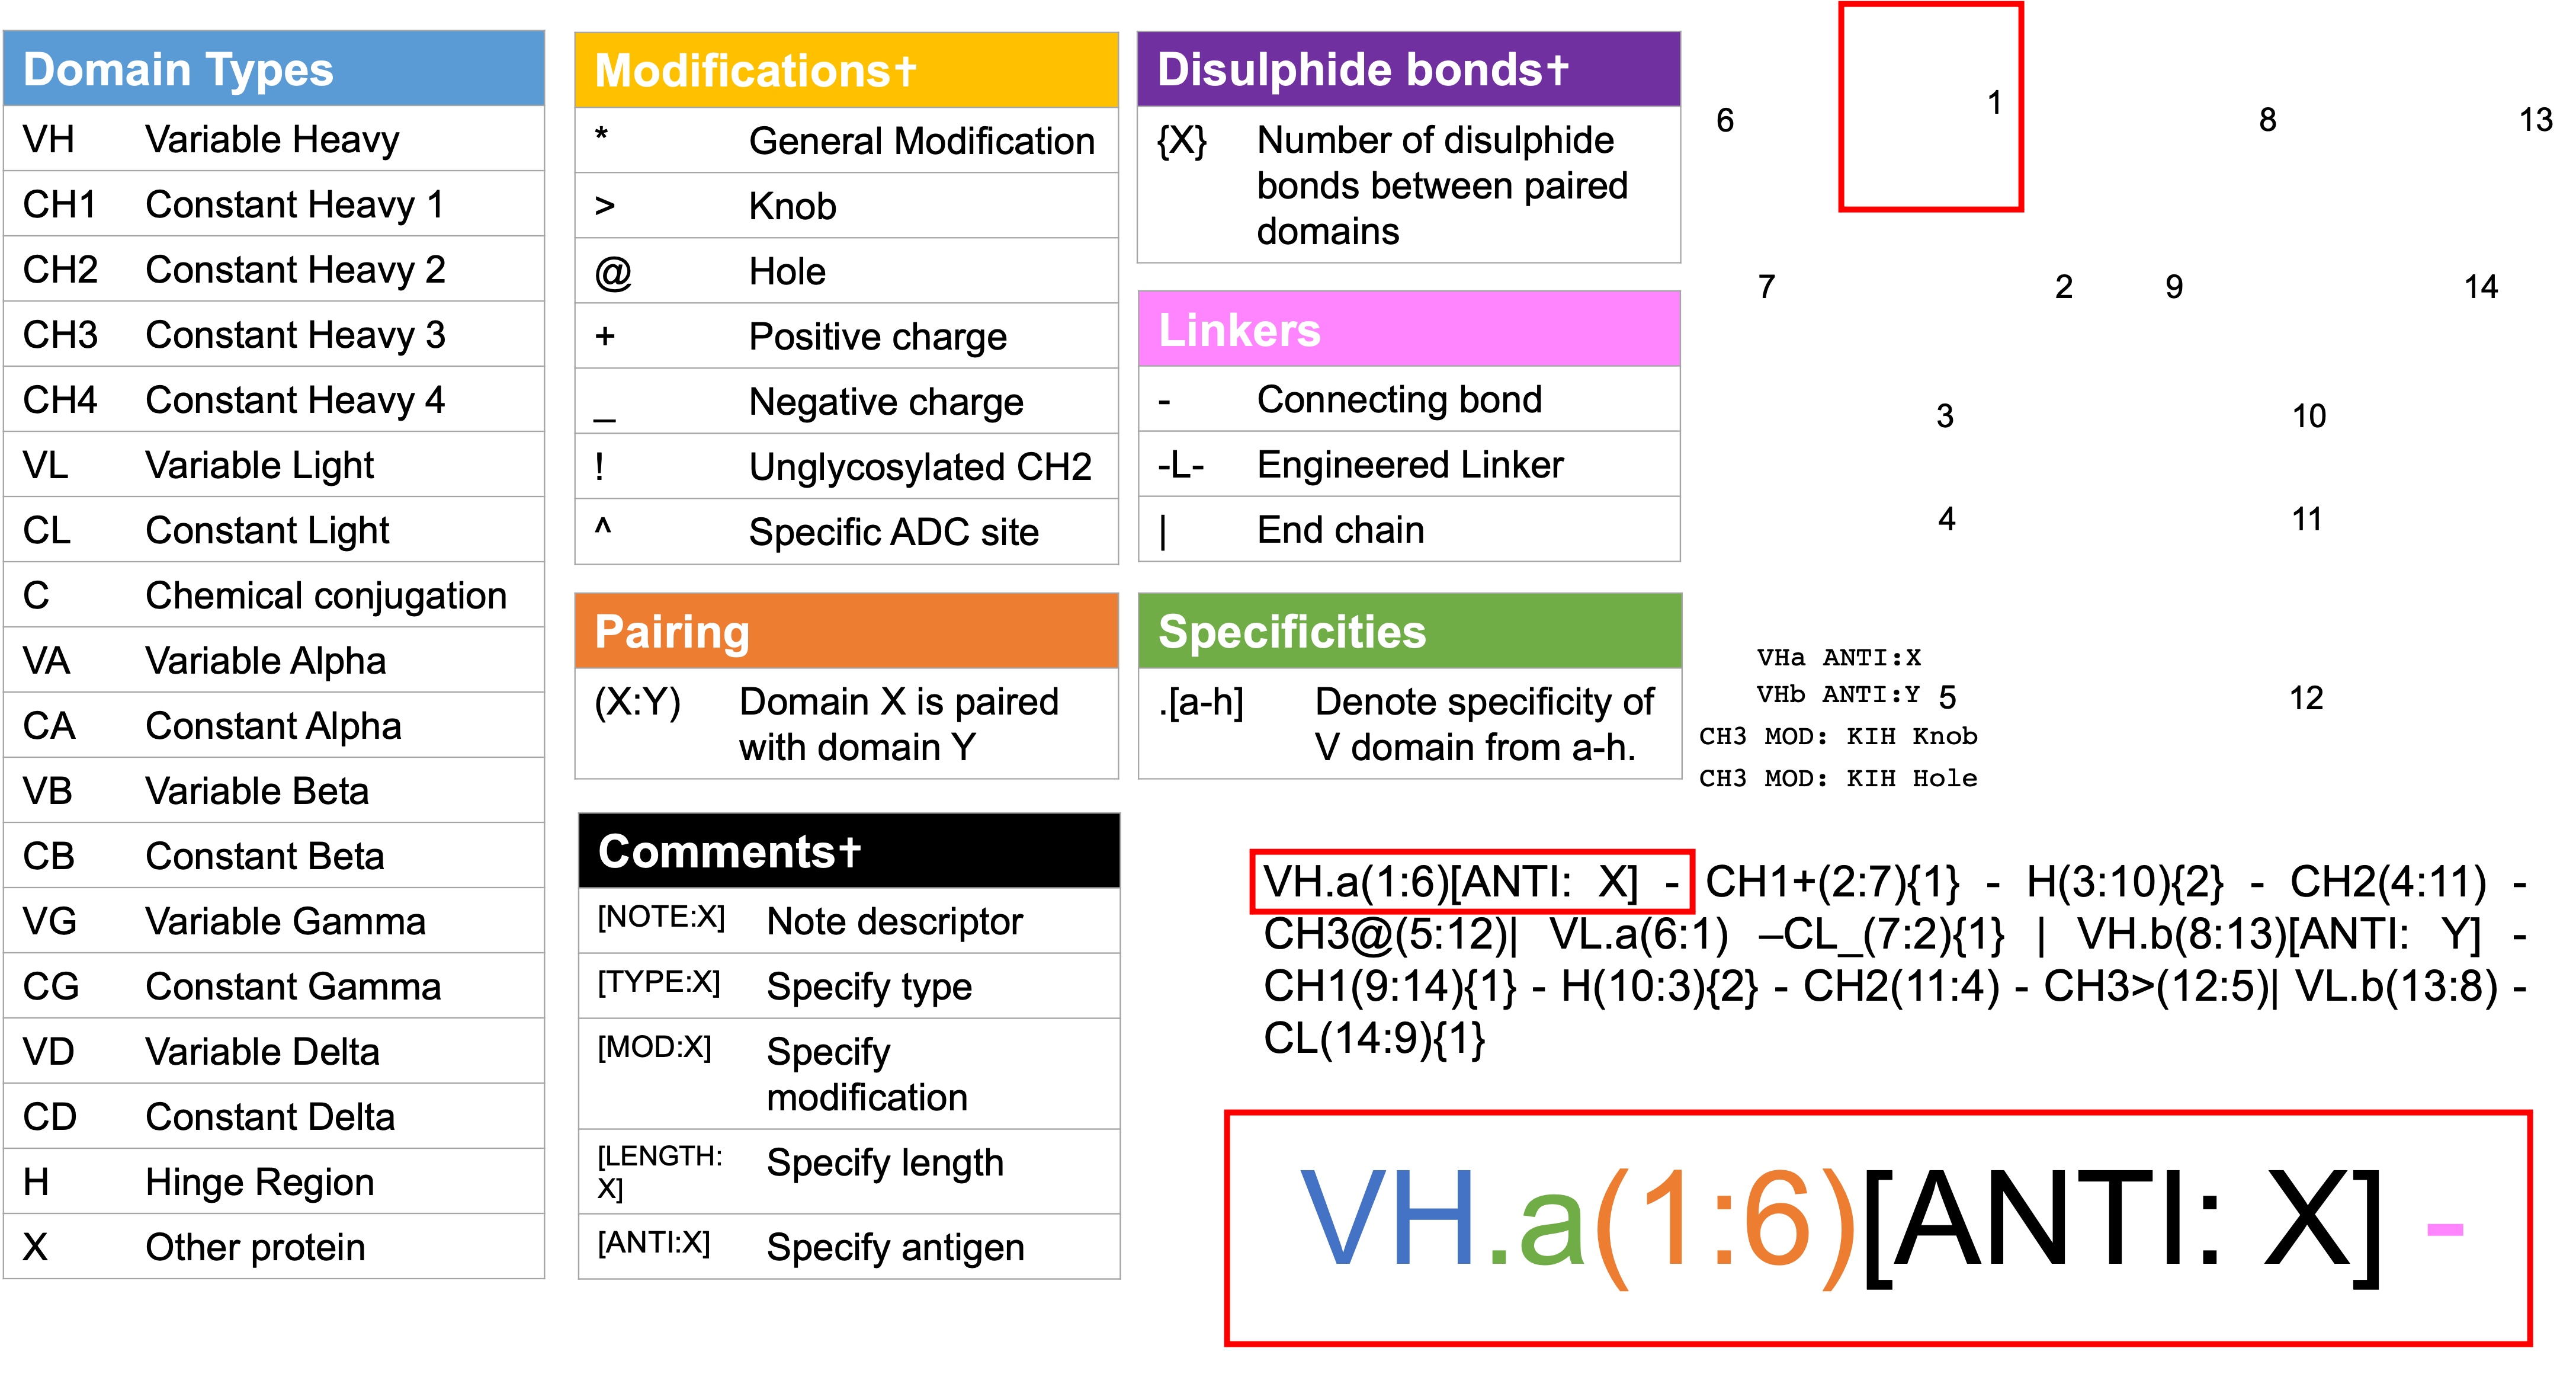 Domain Types
VH Variable Heavy
CH1 Constant Heavy 1
CH2 Constant Heavy 2
CH3 Constant Heavy 3
CH4 Constant Heavy 4
VL Variable Light
CL Constant Light
C Chemical conjugation
VA Variable Alpha
CA Constant Alpha
VB Variable Beta
CB Constant Beta
VG Variable Gamma
CG Constant Gamma
VD Variable Delta
CD Constant Delta
H Hinge Region
X Other protein
Modifications†
* General Modification
> Knob
@ Hole
+ Positive charge
_ Negative charge
! Unglycosylated CH2
^ Specific ADC site
Pairing
(X:Y) Domain X is paired
with domain Y
Comments†
[NOTE:X] Note descriptor
[TYPE:X] Specify type
[MOD:X] Specify
modification
[LENGTH: Specify length
X]
[ANTI:X] Specify antigen
Disulphide bonds†
{X} Number of disulphide
bonds between paired
domains
Linkers
- Connecting bond
-L- Engineered Linker
| End chain
Specificities
.[a-h] Denote specificity of
V domain from a-h.
6 1 8 13
7 2 9 14
3 10
4 11
VHa ANTI:X
VHb ANTI:Y 5 12
CH3 MOD: KIH Knob
CH3 MOD: KIH Hole
VH.a(1:6)[ANTI: X] - CH1+(2:7){1} - H(3:10){2} - CH2(4:11) -
CH3@(5:12)| VL.a(6:1) –CL_(7:2){1} | VH.b(8:13)[ANTI: Y] -
CH1(9:14){1} - H(10:3){2} - CH2(11:4) - CH3>(12:5)| VL.b(13:8) -
CL(14:9){1}
VH.a(1:6)[ANTI: X] -